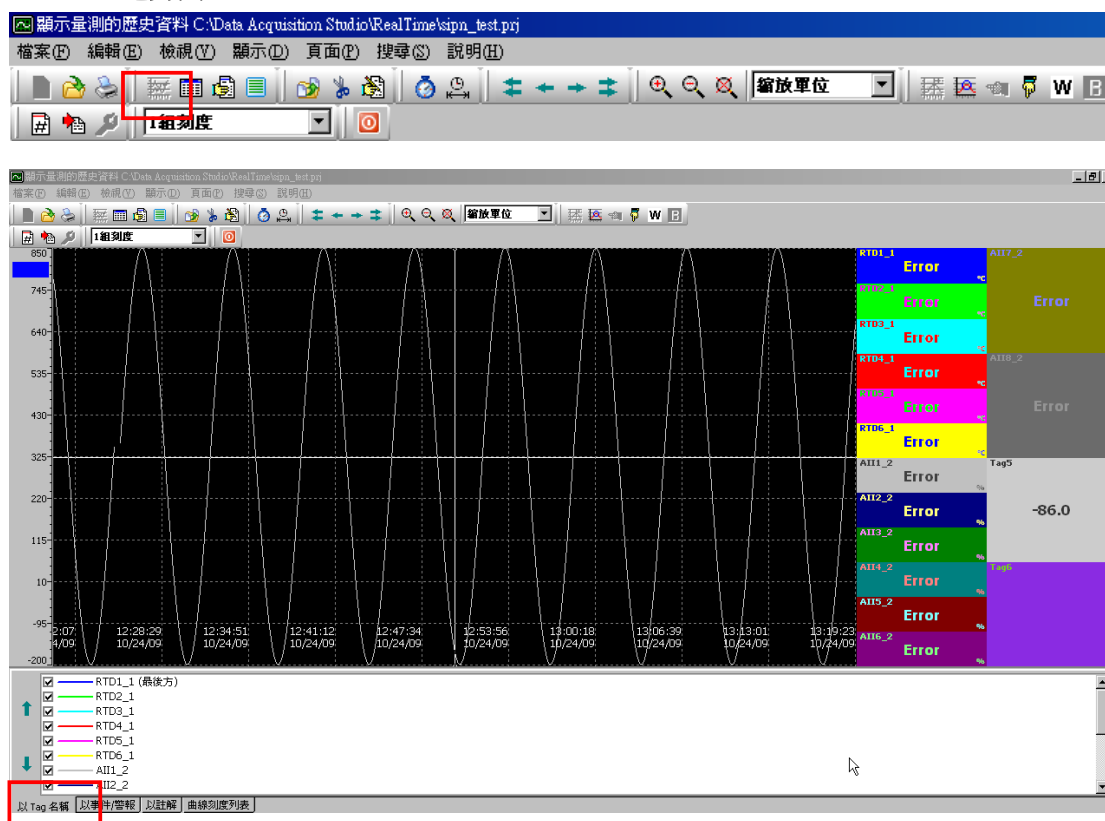 顯示量測的歷史資料 C:\Data Acquisition Studio\RealTime\sipn_test.prj
檔案(F) 編輯(E) 檢視(V) 顯示(D) 頁面(P) 搜尋(S) 説明(H)
縮放單位 W B
1組刻度
顯示量測的歷史資料 C:\Data Acquisition Studio\RealTime\sipn_test.prj
檔案(F) 編輯(E) 檢視(V) 顯示(D) 頁面(P) 搜尋(S) 説明(H)
縮放單位 W B
1組刻度
850
745
640
535
430
325
220
115
10
-95
-200
2:07 12:28:29 12:34:51 12:41:12 12:47:34 12:53:56 13:00:18 13:06:39 13:13:01 13:19:23
4/09 10/24/09 10/24/09 10/24/09 10/24/09 10/24/09 10/24/09 10/24/09 10/24/09 10/24/09
RTD1_1 Error °C
RTD2_1 Error °C
RTD3_1 Error °C
RTD4_1 Error °C
RTD5_1 Error °C
RTD6_1 Error °C
AII1_2 Error %
AII2_2 Error %
AII3_2 Error %
AII4_2 Error %
AII5_2 Error %
AII6_2 Error %
AII7_2 Error
AII8_2 Error
Tag5 -86.0
Tag6
RTD1_1 (最後方)
RTD2_1
RTD3_1
RTD4_1
RTD5_1
RTD6_1
AII1_2
AII2_2
以 Tag 名稱 以事件/警報 以註解 曲線刻度列表